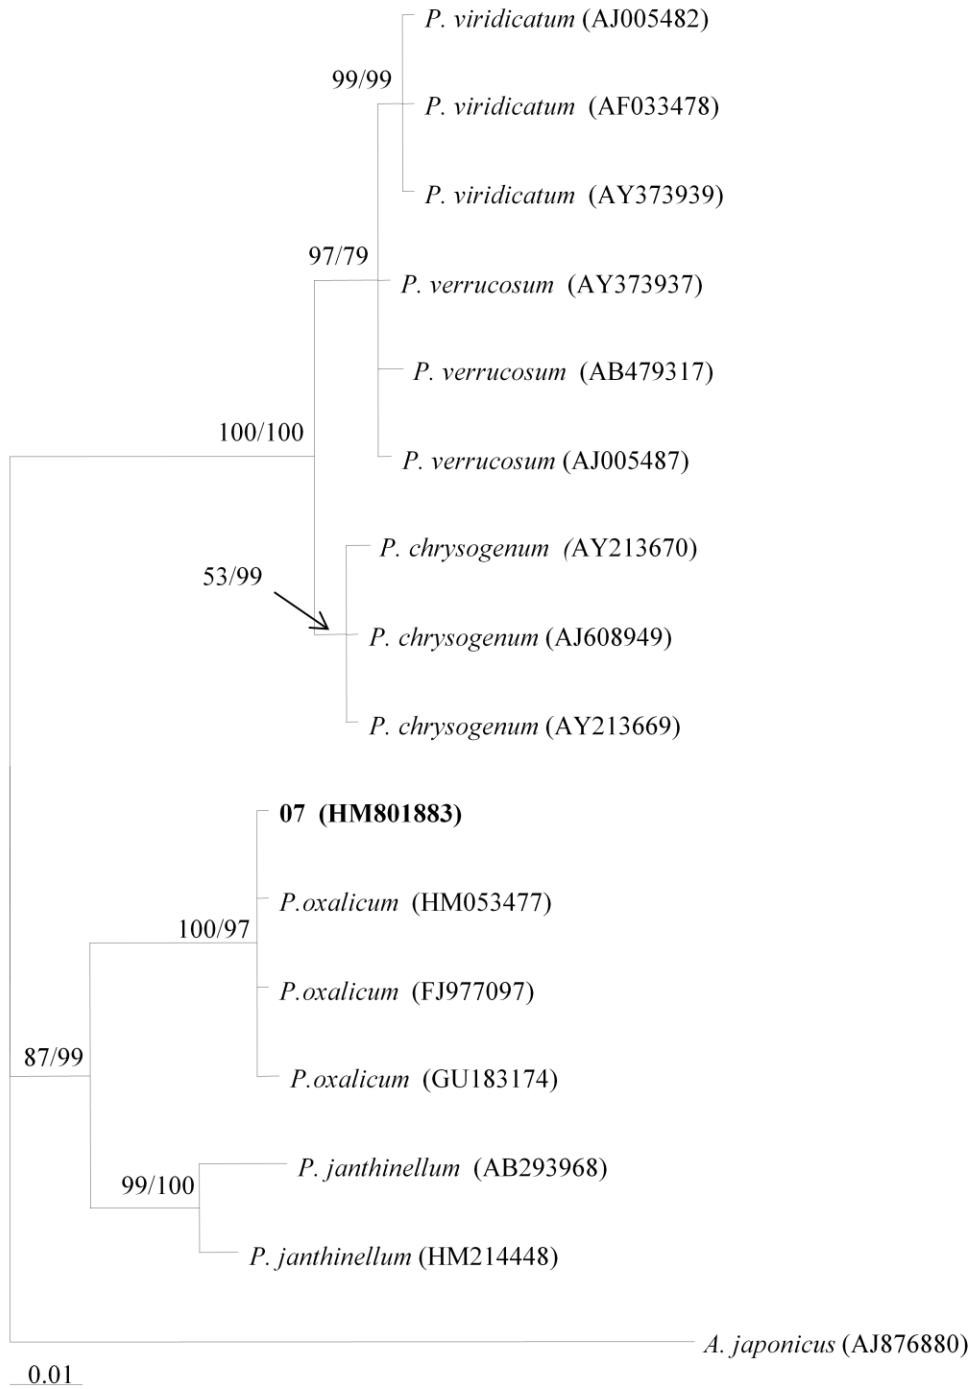 P. viridicatum (AJ005482)
99/99
P. viridicatum (AF033478)
P. viridicatum (AY373939)
97/79
P. verrucosum (AY373937)
P. verrucosum (AB479317)
100/100
P. verrucosum (AJ005487)
P. chrysogenum (AY213670)
53/99
P. chrysogenum (AJ608949)
P. chrysogenum (AY213669)
07 (HM801883)
P.oxalicum (HM053477)
100/97
P.oxalicum (FJ977097)
87/99
P.oxalicum (GU183174)
P. janthinellum (AB293968)
99/100
P. janthinellum (HM214448)
A. japonicus (AJ876880)
0.01